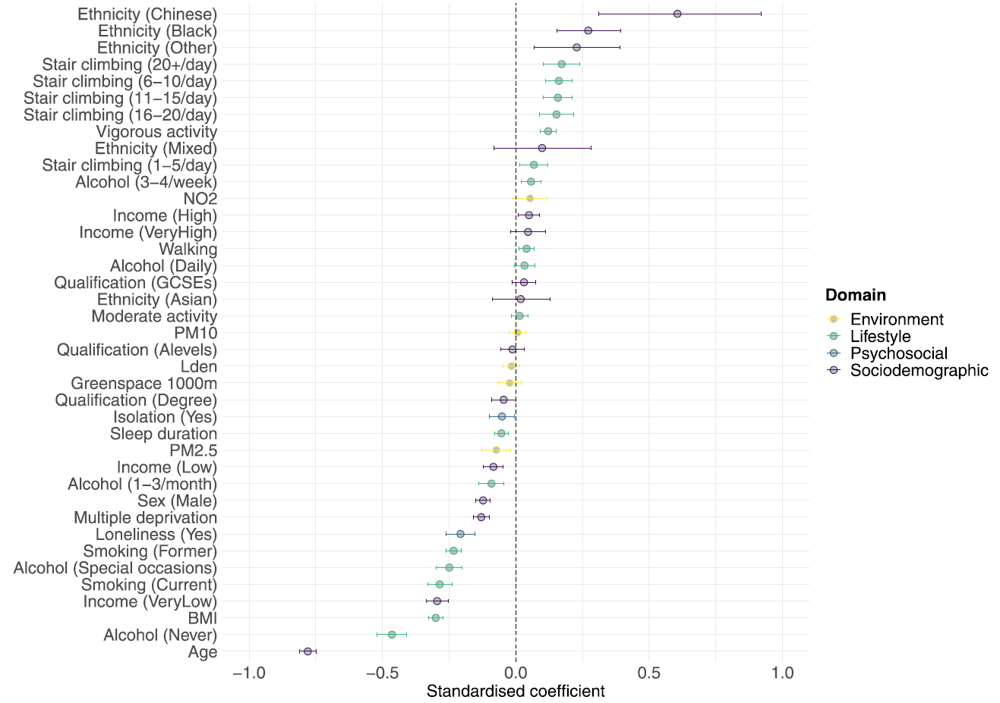 Ethnicity (Chinese)
Ethnicity (Black)
Ethnicity (Other)
Stair climbing (20+/day)
Stair climbing (6–10/day)
Stair climbing (11–15/day)
Stair climbing (16–20/day)
Vigorous activity
Ethnicity (Mixed)
Stair climbing (1–5/day)
Alcohol (3–4/week)
NO2
Income (High)
Income (VeryHigh)
Walking
Alcohol (Daily)
Qualification (GCSEs)
Ethnicity (Asian)
Moderate activity
PM10
Qualification (Alevels)
Lden
Greenspace 1000m
Qualification (Degree)
Isolation (Yes)
Sleep duration
PM2.5
Income (Low)
Alcohol (1–3/month)
Sex (Male)
Multiple deprivation
Loneliness (Yes)
Smoking (Former)
Alcohol (Special occasions)
Smoking (Current)
Income (VeryLow)
BMI
Alcohol (Never)
Age
−1.0 −0.5 0.0 0.5 1.0
Standardised coefficient
Domain
Environment
Lifestyle
Psychosocial
Sociodemographic